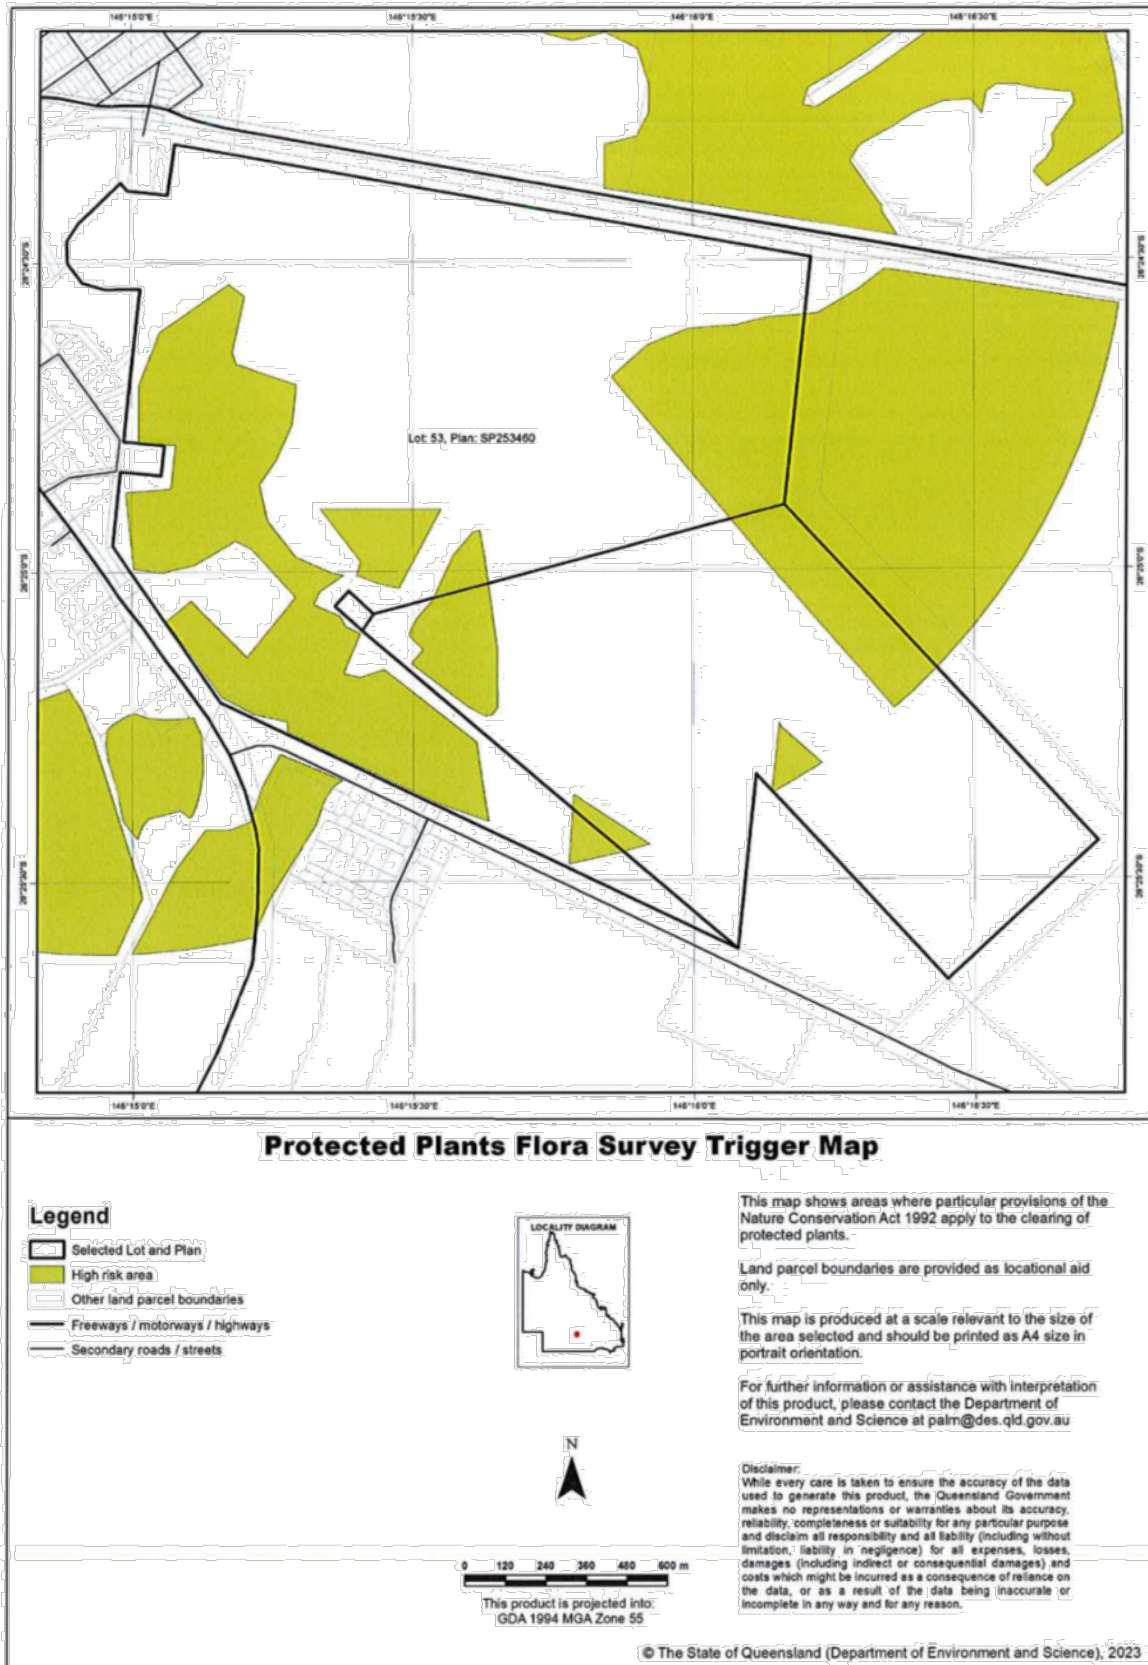 146°15'0"E 146°15'30"E 146°16'0"E 146°16'30"E
Lot: 53, Plan: SP253460
146°15'0"E 146°15'30"E 146°16'0"E 146°16'30"E
Protected Plants Flora Survey Trigger Map
Legend
Selected Lot and Plan
High risk area
Other land parcel boundaries
Freeways / motorways / highways
Secondary roads / streets
LOCALITY DIAGRAM
N
0 120 240 360 480 600 m
This product is projected into:
GDA 1994 MGA Zone 55
This map shows areas where particular provisions of the
Nature Conservation Act 1992 apply to the clearing of
protected plants.
Land parcel boundaries are provided as locational aid
only.
This map is produced at a scale relevant to the size of
the area selected and should be printed as A4 size in
portrait orientation.
For further information or assistance with interpretation
of this product, please contact the Department of
Environment and Science at palm@des.qld.gov.au
Disclaimer:
While every care is taken to ensure the accuracy of the data
used to generate this product, the Queensland Government
makes no representations or warranties about its accuracy,
reliability, completeness or suitability for any particular purpose
and disclaim all responsibility and all liability (including without
limitation, liability in negligence) for all expenses, losses,
damages (including indirect or consequential damages) and
costs which might be incurred as a consequence of reliance on
the data, or as a result of the data being inaccurate or
incomplete in any way and for any reason.
© The State of Queensland (Department of Environment and Science), 2023